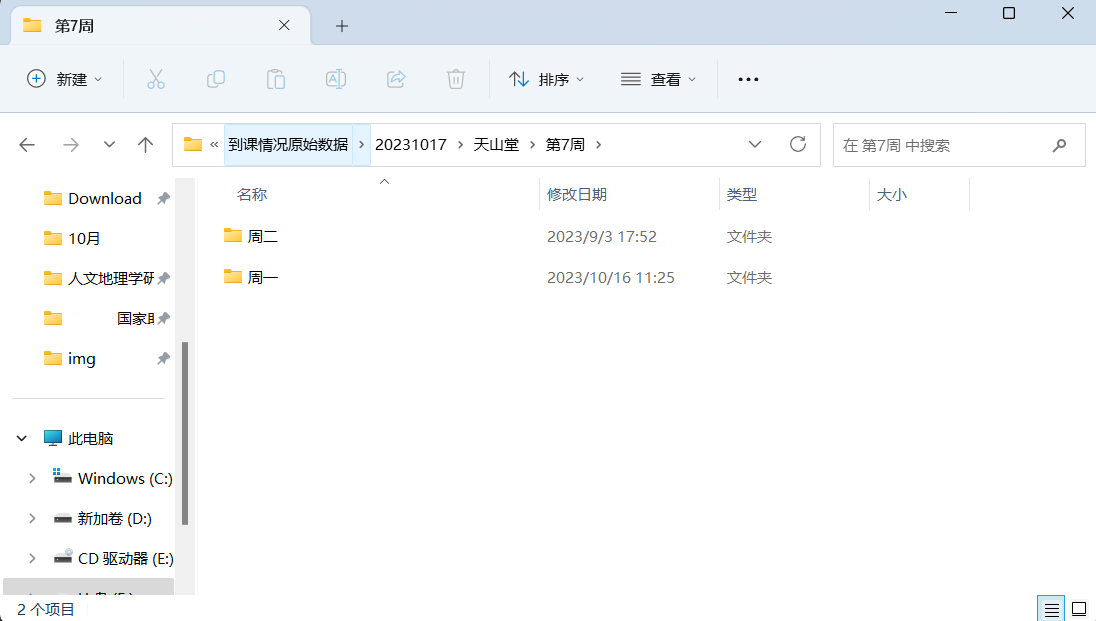 第7周
新建
排序
查看
« 到课情况原始数据 › 20231017 › 天山堂 › 第7周 ›
在 第7周 中搜索
名称 修改日期 类型 大小
周二 2023/9/3 17:52 文件夹
周一 2023/10/16 11:25 文件夹
Download
10月
人文地理学研
国家
img
此电脑
Windows (C:)
新加卷 (D:)
CD 驱动器 (E:)
2 个项目